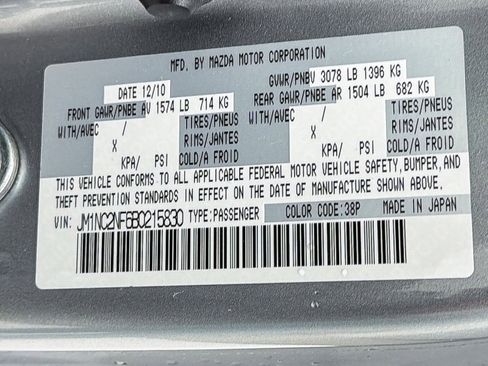 MFD. BY MAZDA MOTOR CORPORATION
DATE 12/10 GVWR/PNBV 3078 LB 1396 KG
FRONT GAWR/PNBE AV 1574 LB 714 KG REAR GAWR/PNBE AR 1504 LB 682 KG
WITH/AVEC / TIRES/PNEUS WITH/AVEC / TIRES/PNEUS
X RIMS/JANTES X RIMS/JANTES
KPA/ PSI COLD/A FROID KPA/ PSI COLD/A FROID
THIS VEHICLE CONFORMS TO ALL APPLICABLE FEDERAL MOTOR VEHICLE SAFETY, BUMPER, AND
THEFT PREVENTION STANDARDS IN EFFECT ON THE DATE OF MANUFACTURE SHOWN ABOVE.
VIN: JM1NC2NF6B0215830 TYPE:PASSENGER COLOR CODE:38P MADE IN JAPAN